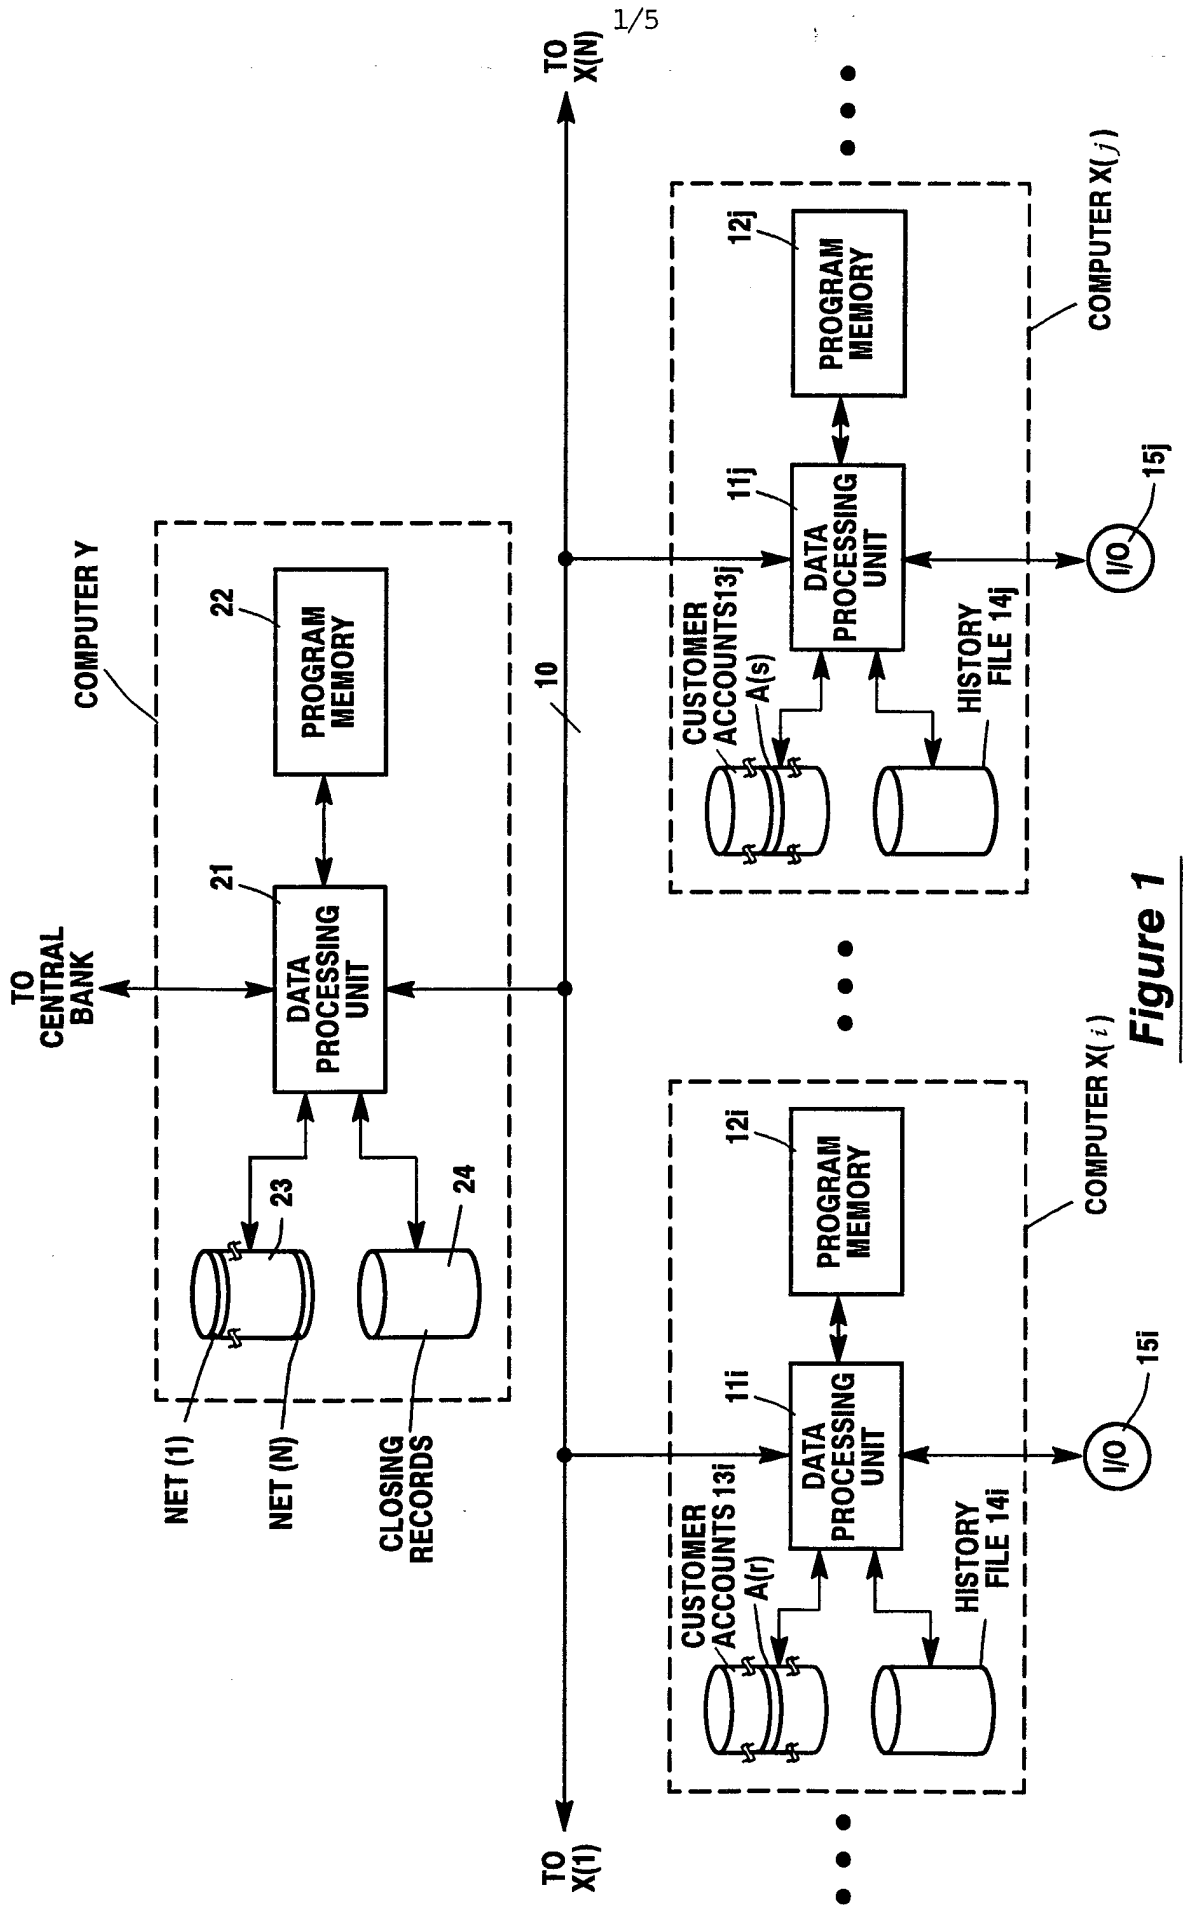 1/5
TO
CENTRAL
BANK
COMPUTER Y
NET (1)
NET (N)
CLOSING
RECORDS
23
24
21
DATA
PROCESSING
UNIT
22
PROGRAM
MEMORY
TO
X(1)
10
TO
X(N)
CUSTOMER
ACCOUNTS 13i
A(r)
HISTORY
FILE 14i
11i
DATA
PROCESSING
UNIT
12i
PROGRAM
MEMORY
15i
I/O
COMPUTER X(i)
CUSTOMER
ACCOUNTS13j
A(s)
HISTORY
FILE 14j
11j
DATA
PROCESSING
UNIT
12j
PROGRAM
MEMORY
15j
I/O
COMPUTER X(j)
Figure 1